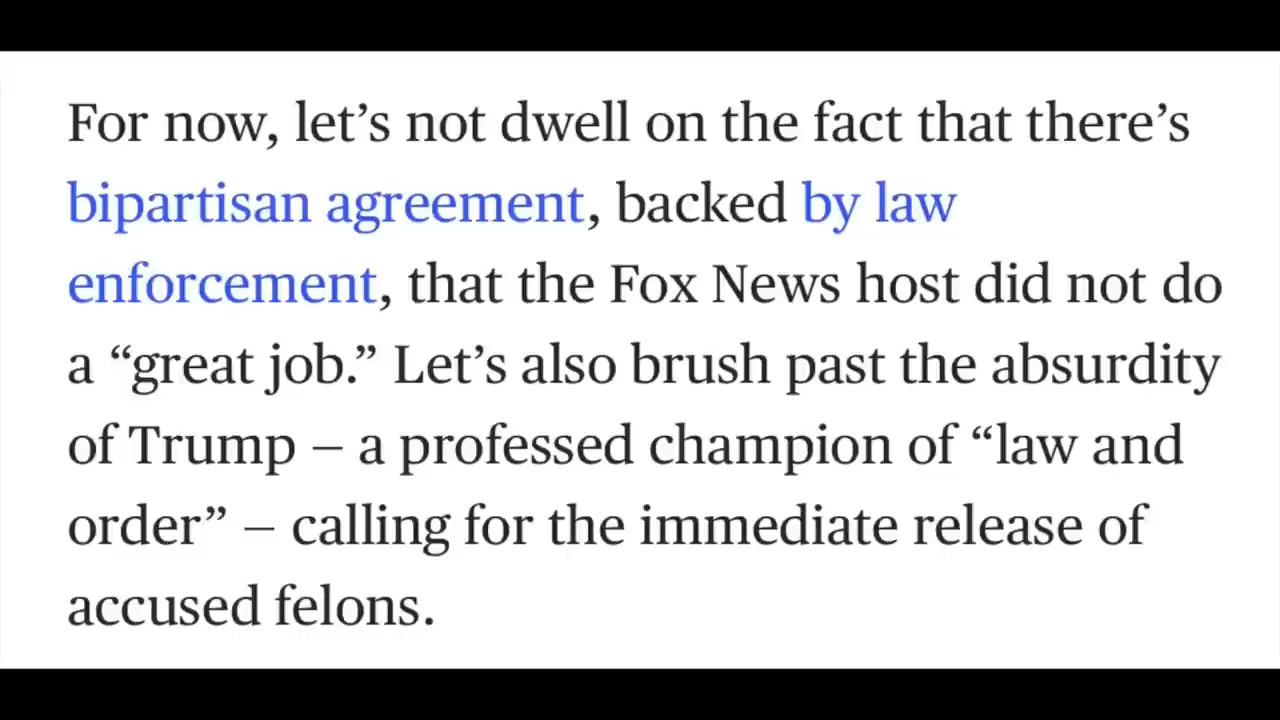 For now, let’s not dwell on the fact that there’s
bipartisan agreement, backed by law
enforcement, that the Fox News host did not do
a “great job.” Let’s also brush past the absurdity
of Trump — a professed champion of “law and
order” — calling for the immediate release of
accused felons.